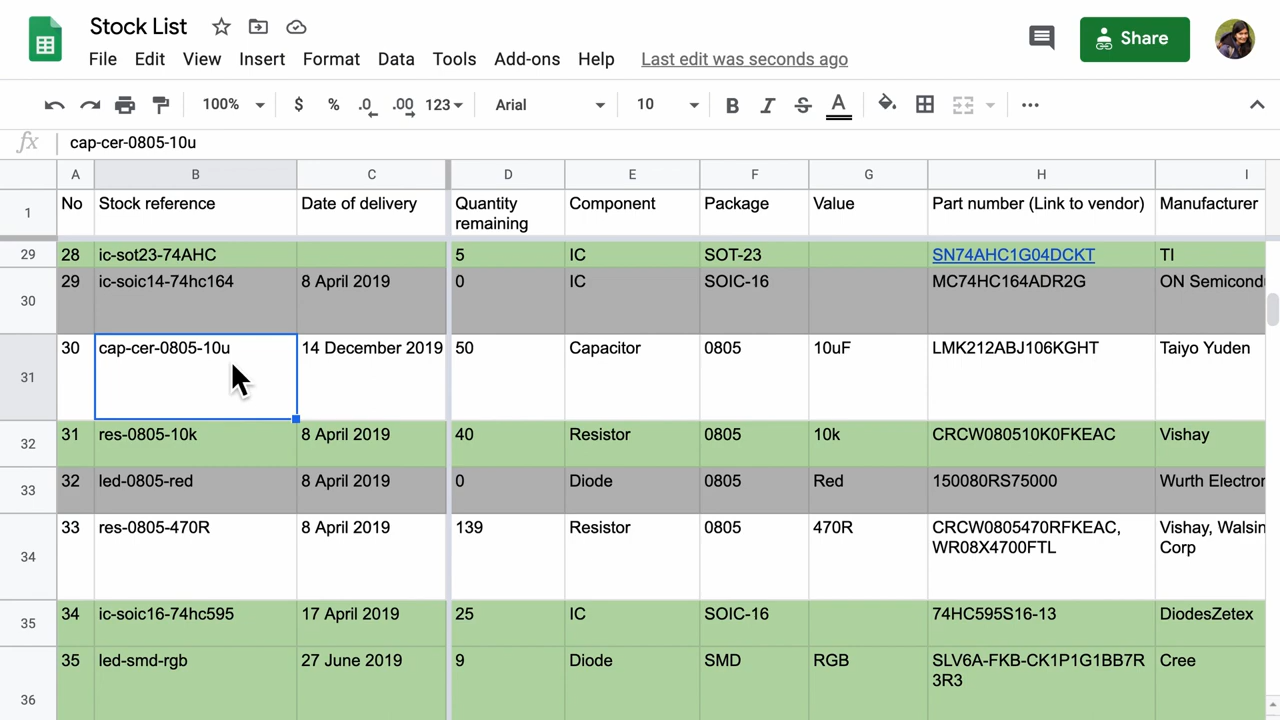 Stock List
File Edit View Insert Format Data Tools Add-ons Help Last edit was seconds ago
Share
100% $ % .0 .00 123 Arial 10 B I S A
fx cap-cer-0805-10u
A B C D E F G H I
1 No Stock reference Date of delivery Quantity remaining Component Package Value Part number (Link to vendor) Manufacturer
29 28 ic-sot23-74AHC 5 IC SOT-23 SN74AHC1G04DCKT TI
30 29 ic-soic14-74hc164 8 April 2019 0 IC SOIC-16 MC74HC164ADR2G ON Semicond
31 30 cap-cer-0805-10u 14 December 2019 50 Capacitor 0805 10uF LMK212ABJ106KGHT Taiyo Yuden
32 31 res-0805-10k 8 April 2019 40 Resistor 0805 10k CRCW080510K0FKEAC Vishay
33 32 led-0805-red 8 April 2019 0 Diode 0805 Red 150080RS75000 Wurth Electron
34 33 res-0805-470R 8 April 2019 139 Resistor 0805 470R CRCW0805470RFKEAC, Vishay, Walsin
WR08X4700FTL Corp
35 34 ic-soic16-74hc595 17 April 2019 25 IC SOIC-16 74HC595S16-13 DiodesZetex
36 35 led-smd-rgb 27 June 2019 9 Diode SMD RGB SLV6A-FKB-CK1P1G1BB7R Cree
3R3